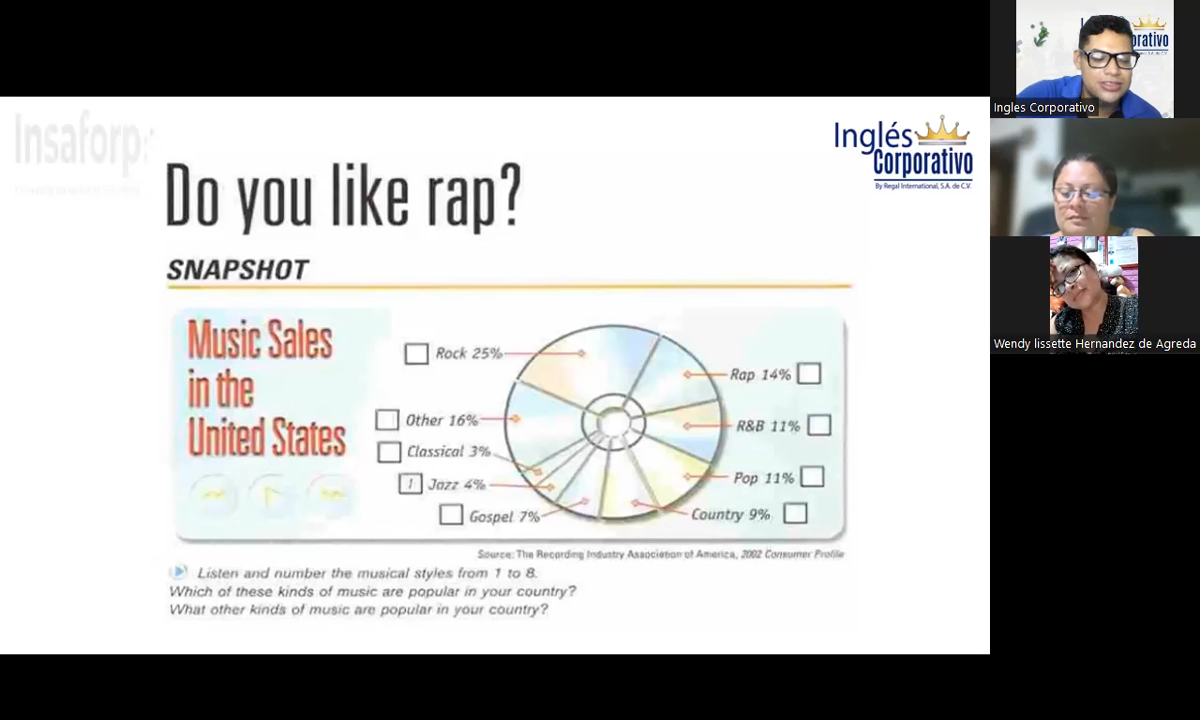 Insaforp
Inglés
Corporativo
By Regal International, S.A. de C.V.
Do you like rap?
SNAPSHOT
Music Sales
in the
United States
Rock 25%
Other 16%
Classical 3%
1 Jazz 4%
Gospel 7%
Rap 14%
R&B 11%
Pop 11%
Country 9%
Source: The Recording Industry Association of America, 2002 Consumer Profile
Listen and number the musical styles from 1 to 8.
Which of these kinds of music are popular in your country?
What other kinds of music are popular in your country?
orativo
Ingles Corporativo
Wendy lissette Hernandez de Agreda